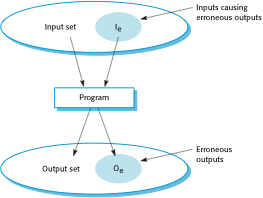 Inputs causing
erroneous outputs
Input set
Ie
Program
Erroneous
outputs
Output set
Oe